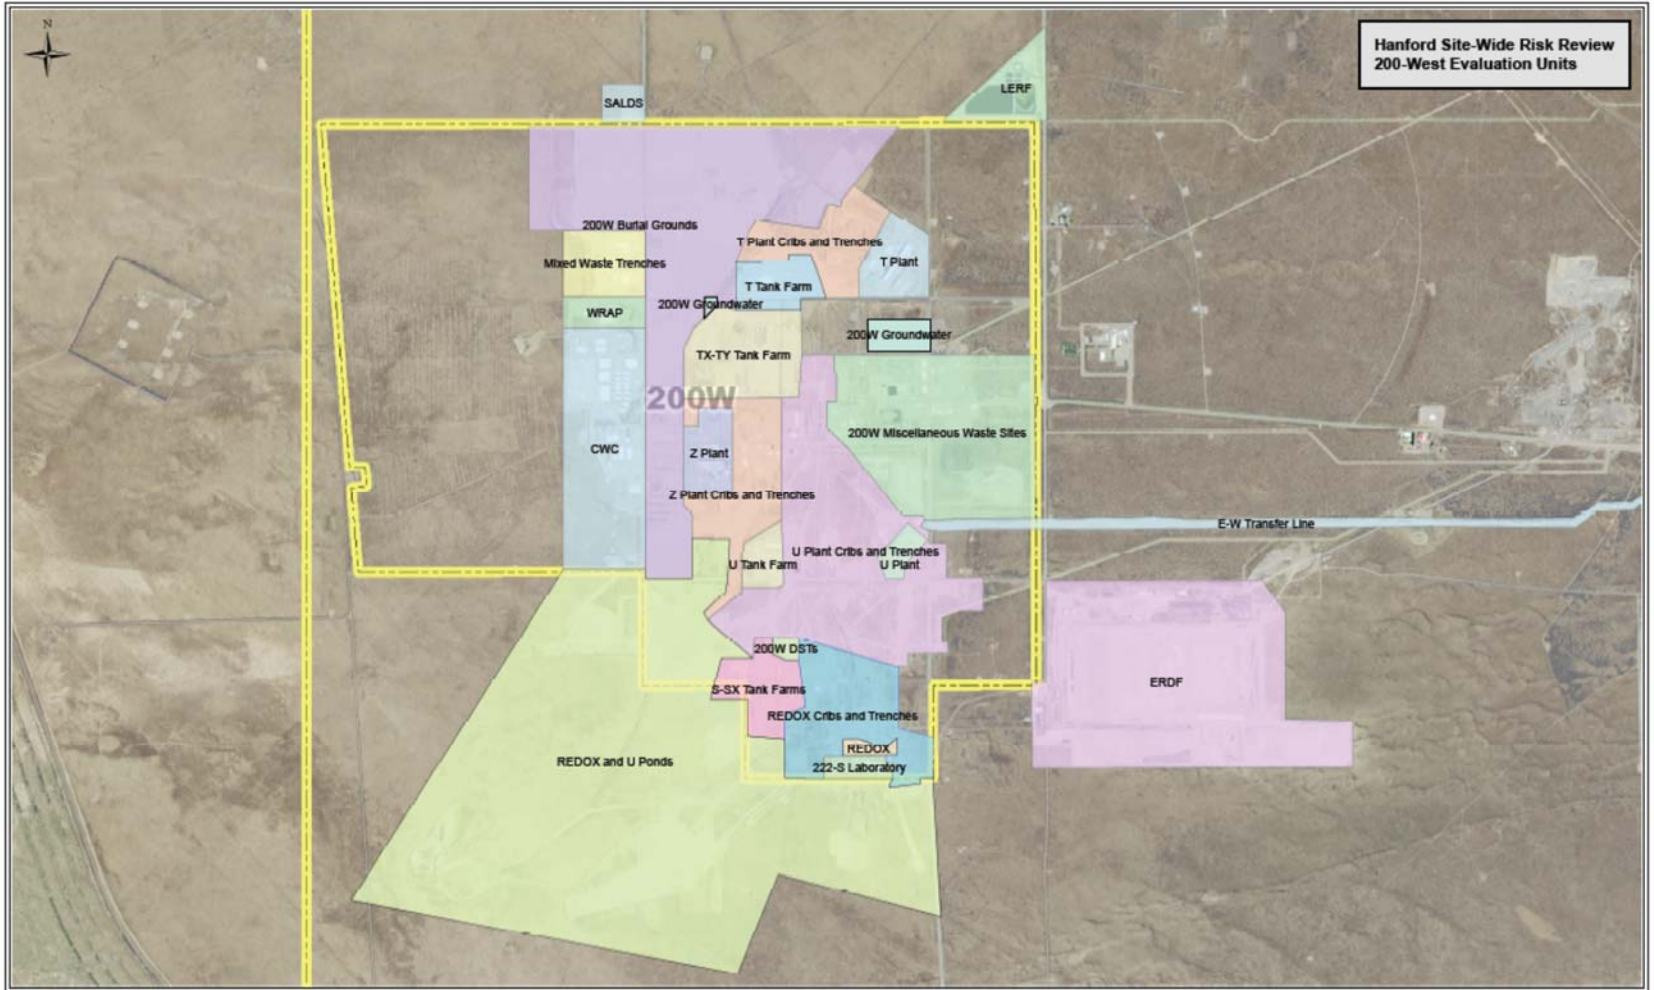 N
Hanford Site-Wide Risk Review
200-West Evaluation Units
LERF
SALDS
200W Burial Grounds
T Plant Cribs and Trenches
T Plant
Mixed Waste Trenches
T Tank Farm
200W Groundwater
WRAP
200W Groundwater
TX-TY Tank Farm
200W
200W Miscellaneous Waste Sites
CWC
Z Plant
Z Plant Cribs and Trenches
E-W Transfer Line
U Plant Cribs and Trenches
U Tank Farm
U Plant
200W DSTs
ERDF
S-SX Tank Farms
REDOX Cribs and Trenches
REDOX
REDOX and U Ponds
222-S Laboratory